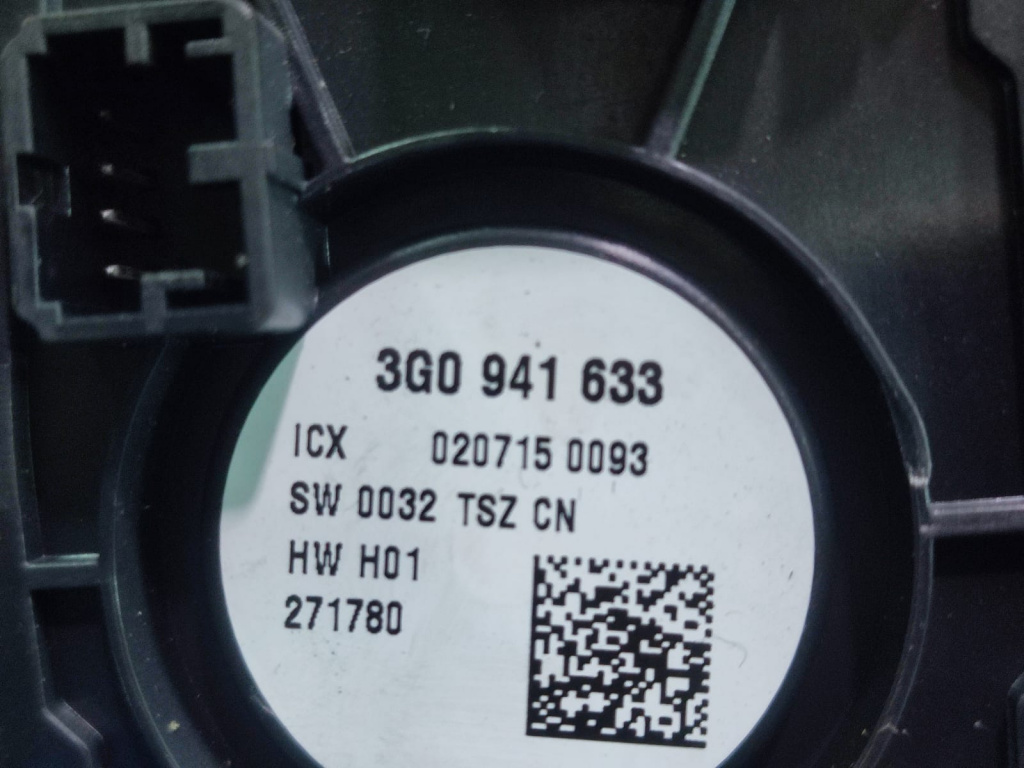 3G0 941 633
ICX 020715 0093
SW 0032 TSZ CN
HW H01
271780